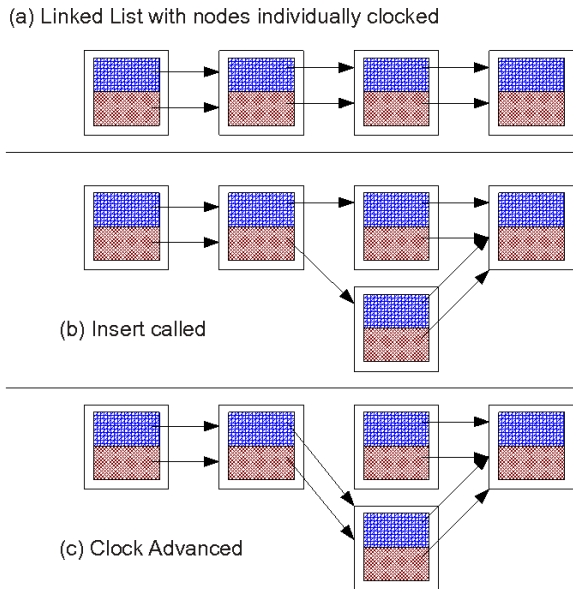 (a) Linked List with nodes individually clocked
(b) Insert called
(c) Clock Advanced